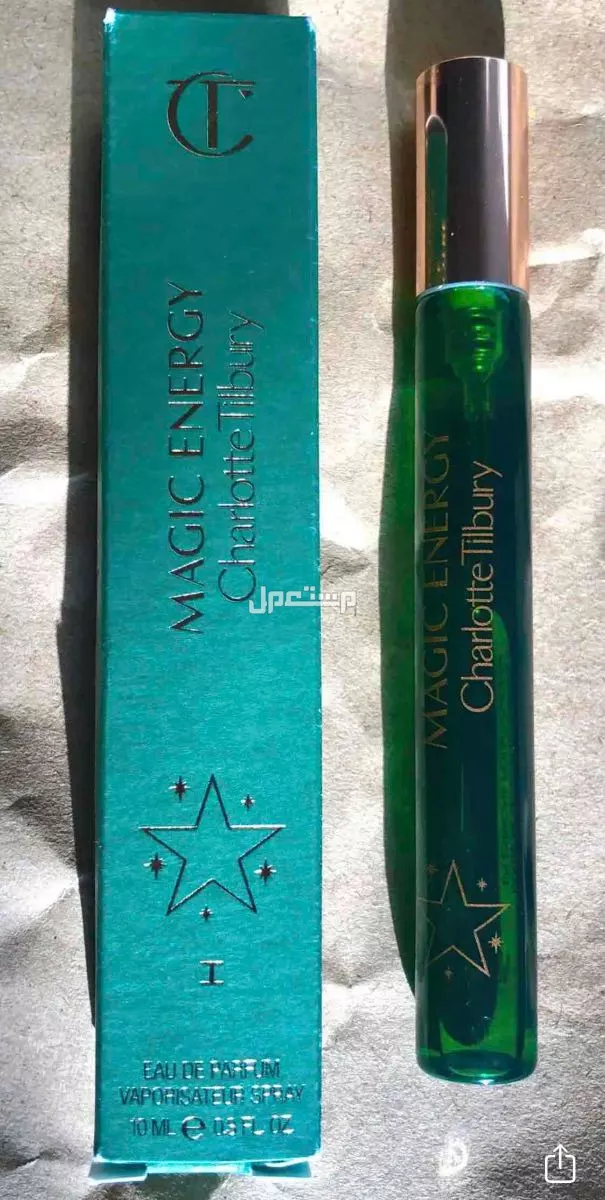 CT
MAGIC ENERGY
Charlotte Tilbury
I
EAU DE PARFUM
VAPORISATEUR SPRAY
10 ML e 0.3 FL. OZ.
MAGIC ENERGY
Charlotte Tilbury
مستعمل